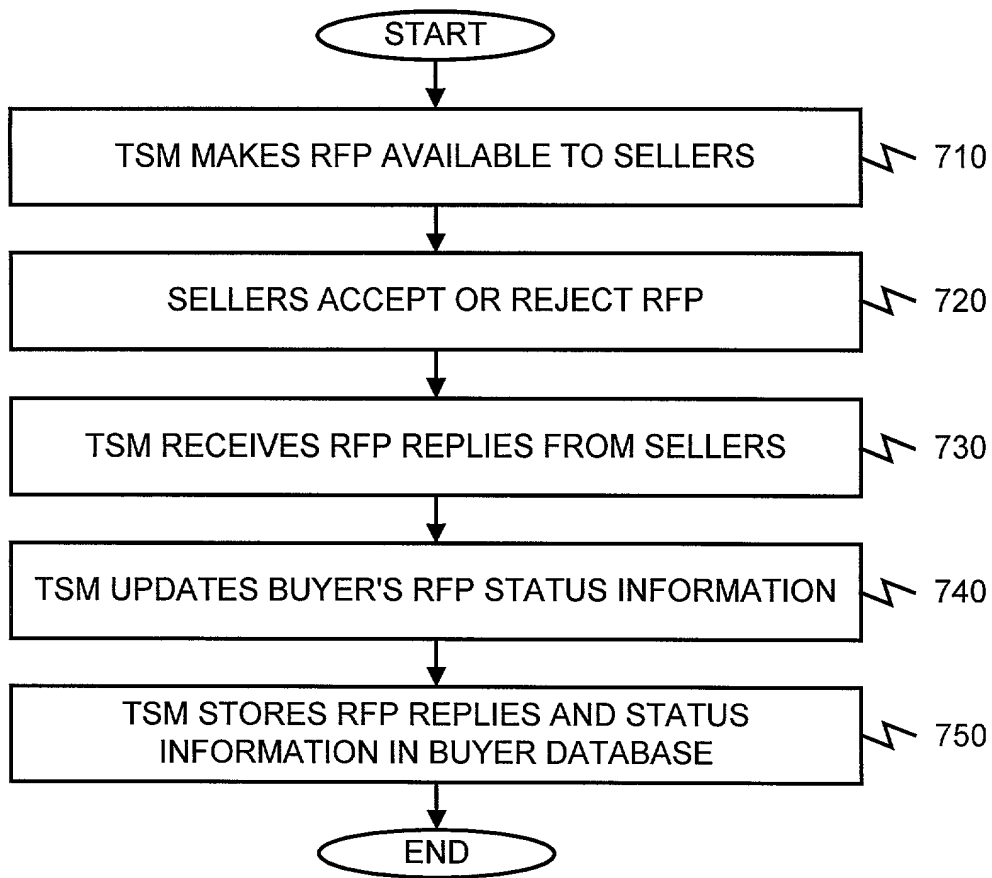 START
TSM MAKES RFP AVAILABLE TO SELLERS
710
SELLERS ACCEPT OR REJECT RFP
720
TSM RECEIVES RFP REPLIES FROM SELLERS
730
TSM UPDATES BUYER'S RFP STATUS INFORMATION
740
TSM STORES RFP REPLIES AND STATUS
INFORMATION IN BUYER DATABASE
750
END